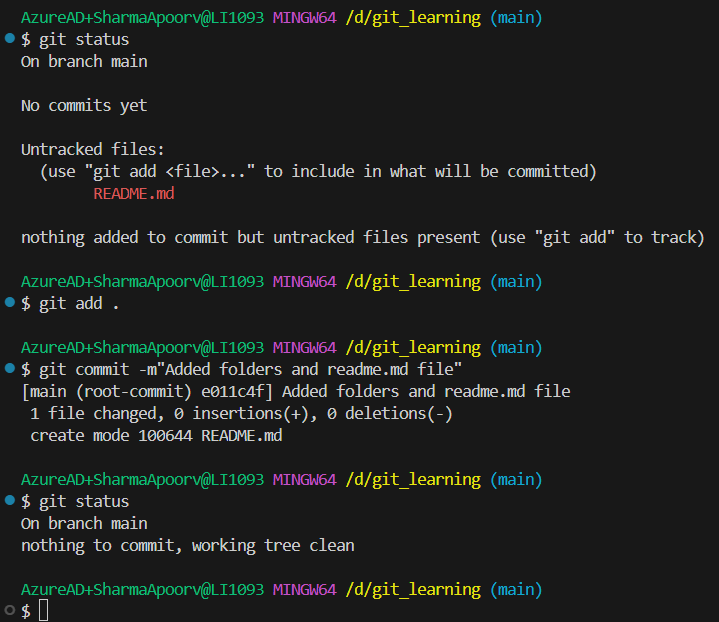 AzureAD+SharmaApoorv@LI1093 MINGW64 /d/git_learning (main)
$ git status
On branch main
No commits yet
Untracked files:
(use "git add <file>..." to include in what will be committed)
README.md
nothing added to commit but untracked files present (use "git add" to track)
AzureAD+SharmaApoorv@LI1093 MINGW64 /d/git_learning (main)
$ git add .
AzureAD+SharmaApoorv@LI1093 MINGW64 /d/git_learning (main)
$ git commit -m"Added folders and readme.md file"
[main (root-commit) e011c4f] Added folders and readme.md file
1 file changed, 0 insertions(+), 0 deletions(-)
create mode 100644 README.md
AzureAD+SharmaApoorv@LI1093 MINGW64 /d/git_learning (main)
$ git status
On branch main
nothing to commit, working tree clean
AzureAD+SharmaApoorv@LI1093 MINGW64 /d/git_learning (main)
$